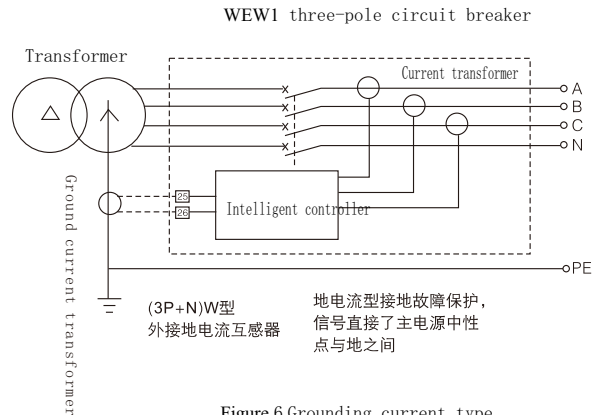 WEW1 three-pole circuit breaker
Transformer
Current transformer
A
B
C
N
25
26
Intelligent controller
Ground current transformer
PE
(3P+N)W型
外接地电流互感器
地电流型接地故障保护，
信号直接了主电源中性
点与地之间
Figure 6 Grounding current type